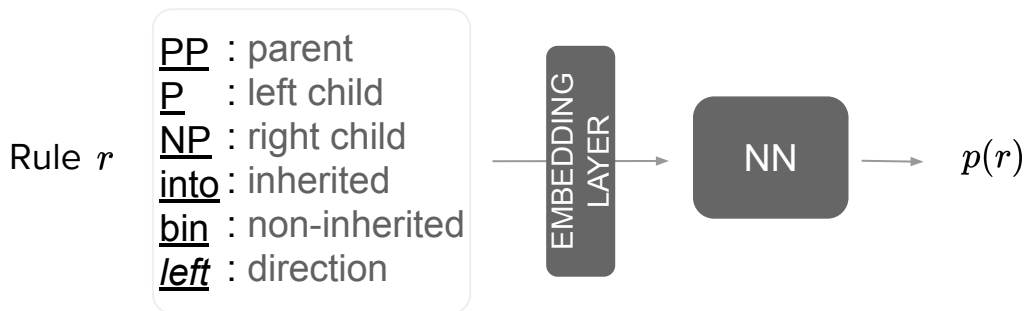 PP : parent
P : left child
NP : right child
Rule r
into : inherited
bin : non-inherited
left : direction
EMBEDDING
LAYER
NN
p(r)